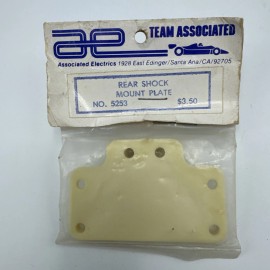 ae TEAM ASSOCIATED
Associated Electrics 1928 East Edinger/Santa Ana/CA/92705
REAR SHOCK
MOUNT PLATE
NO. 5253 $3.50